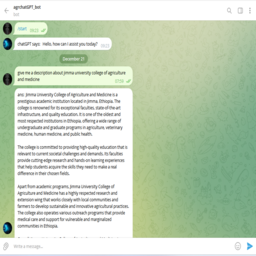 agrchatGPT_bot
bot
/start
chatGPT says: Hello, how can I assist you today?
December 21
give me a description about jimma university college of agriculture
and medicine
ans: Jimma University College of Agriculture and Medicine is a
prestigious academic institution located in Jimma, Ethiopia. The
college is renowned for its exceptional facilities, state-of-the-art
infrastructure, and quality education. It is one of the oldest and
most respected institutions in Ethiopia, offering a wide range of
undergraduate and graduate programs in agriculture, veterinary
medicine, human medicine, and public health.
The college is committed to providing high-quality education that is
relevant to current societal challenges and demands. Its faculties
provide cutting-edge research and hands-on learning experiences
that help students acquire the skills they need to make a real
difference in their chosen fields.
Apart from academic programs, Jimma University College of
Agriculture and Medicine has a highly respected research and
extension wing that works closely with local communities and
farmers to develop sustainable and innovative agricultural practices.
The college also operates various outreach programs that provide
medical care and support for vulnerable and marginalized
communities in Ethiopia.
Write a message...